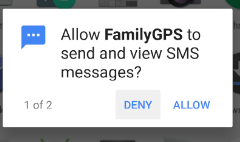 Allow FamilyGPS to
send and view SMS
messages?
1 of 2 DENY ALLOW